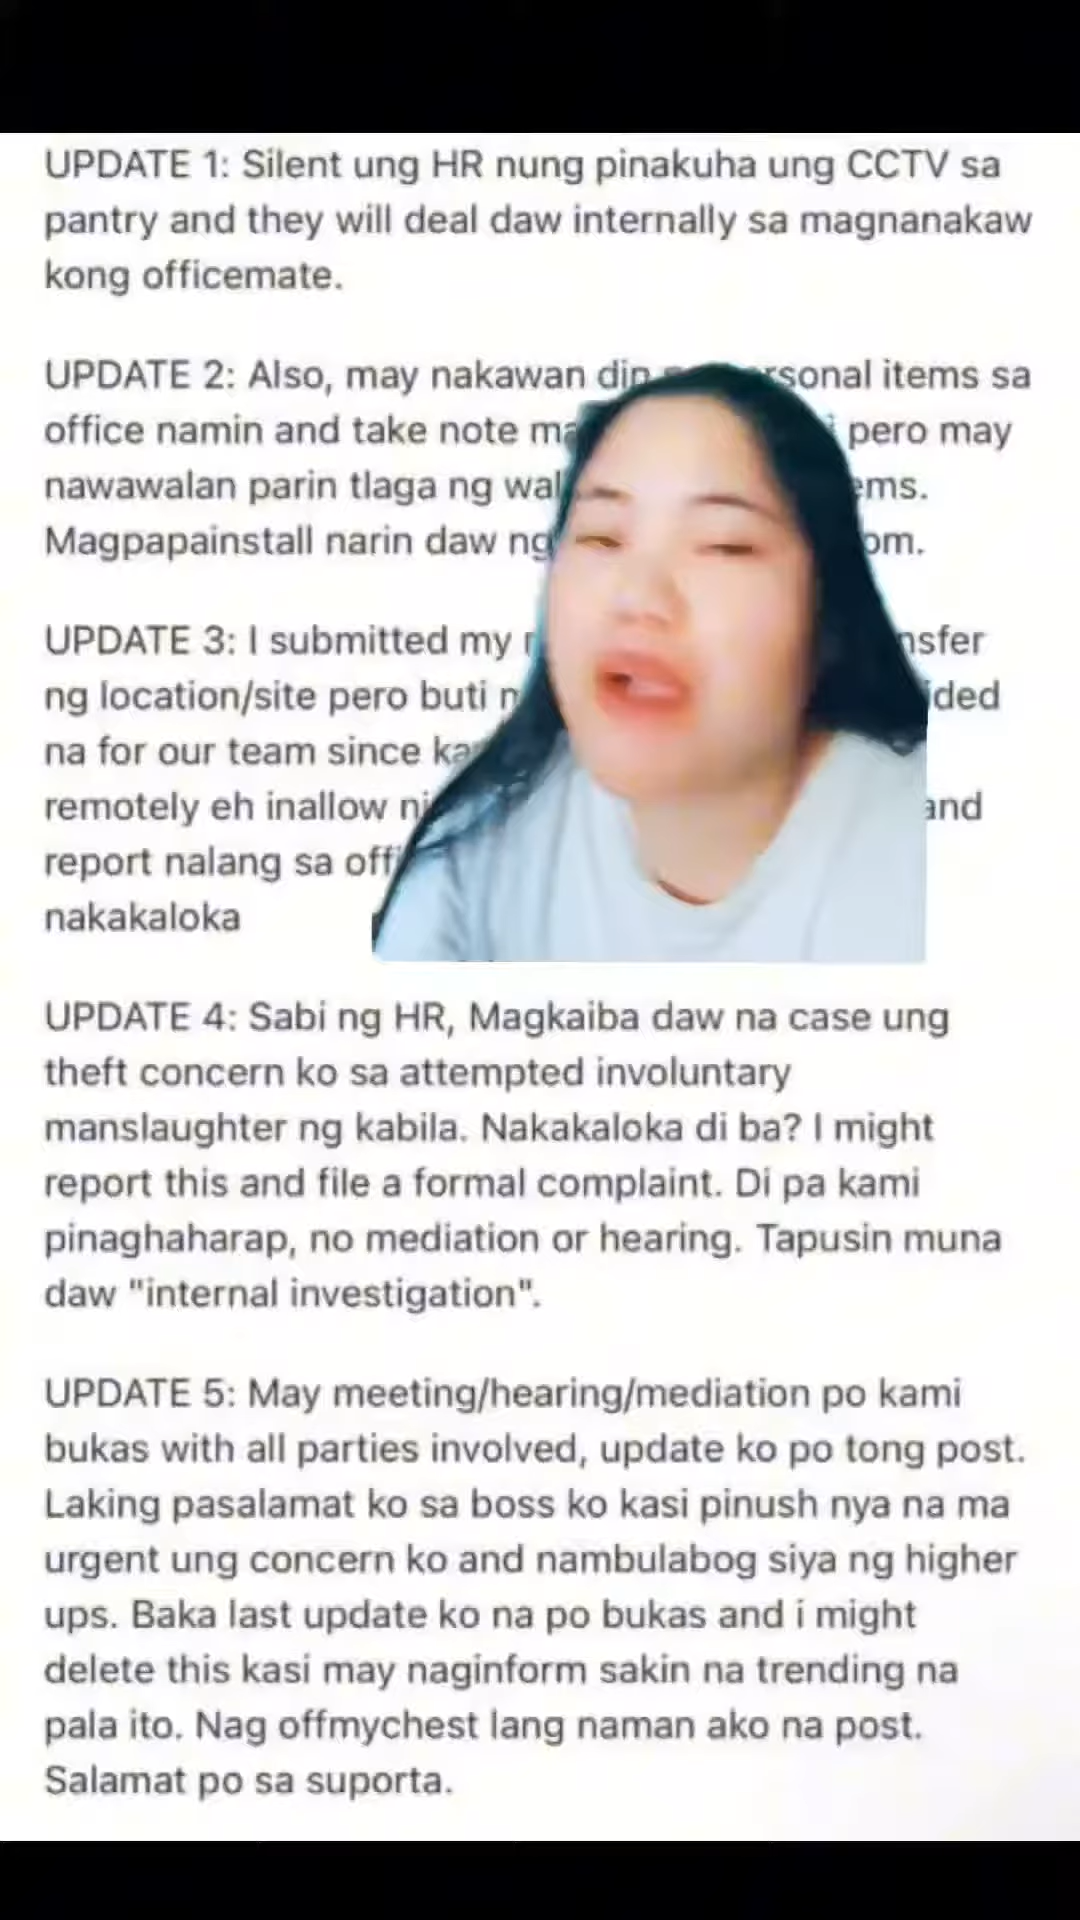 UPDATE 1: Silent ung HR nung pinakuha ung CCTV sa
pantry and they will deal daw internally sa magnanakaw
kong officemate.
UPDATE 2: Also, may nakawan din items sa
office namin and take note pero may
nawawalan parin tlaga ng
Magpapainstall narin daw ng
UPDATE 3: I submitted my
ng location/site pero buti
na for our team since
remotely eh inallow and
report nalang sa
nakakaloka
UPDATE 4: Sabi ng HR, Magkaiba daw na case ung
theft concern ko sa attempted involuntary
manslaughter ng kabila. Nakakaloka di ba? I might
report this and file a formal complaint. Di pa kami
pinaghaharap, no mediation or hearing. Tapusin muna
daw "internal investigation".
UPDATE 5: May meeting/hearing/mediation po kami
bukas with all parties involved, update ko po tong post.
Laking pasalamat ko sa boss ko kasi pinush nya na ma
urgent ung concern ko and nambulabog siya ng higher
ups. Baka last update ko na po bukas and i might
delete this kasi may naginform sakin na trending na
pala ito. Nag offmychest lang naman ako na post.
Salamat po sa suporta.